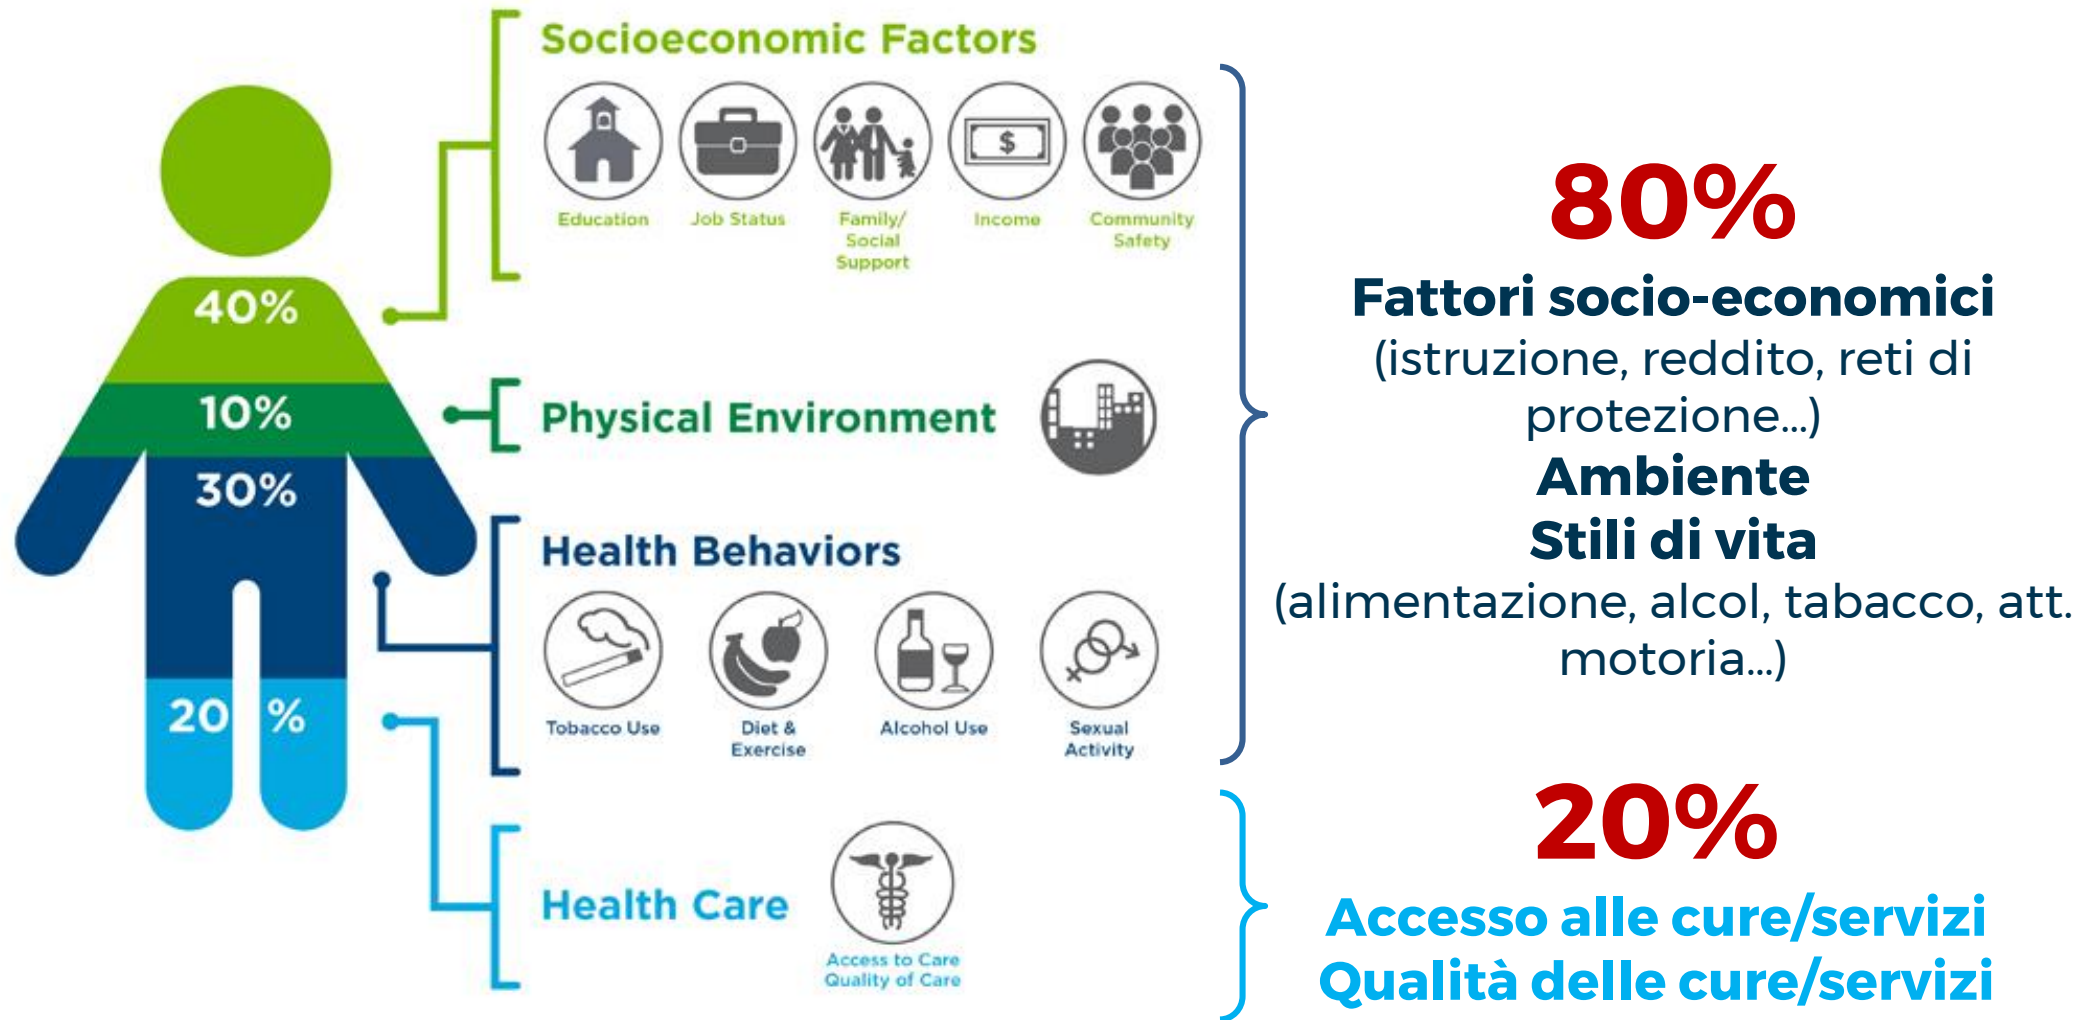 Socioeconomic Factors
Education
Job Status
Family/
Social
Support
Income
$
Community
Safety
40%
10%
Physical Environment
30%
Health Behaviors
Tobacco Use
Diet &
Exercise
Alcohol Use
Sexual
Activity
20 %
Health Care
Access to Care
Quality of Care
80%
Fattori socio-economici
(istruzione, reddito, reti di
protezione...)
Ambiente
Stili di vita
(alimentazione, alcol, tabacco, att.
motoria...)
20%
Accesso alle cure/servizi
Qualità delle cure/servizi